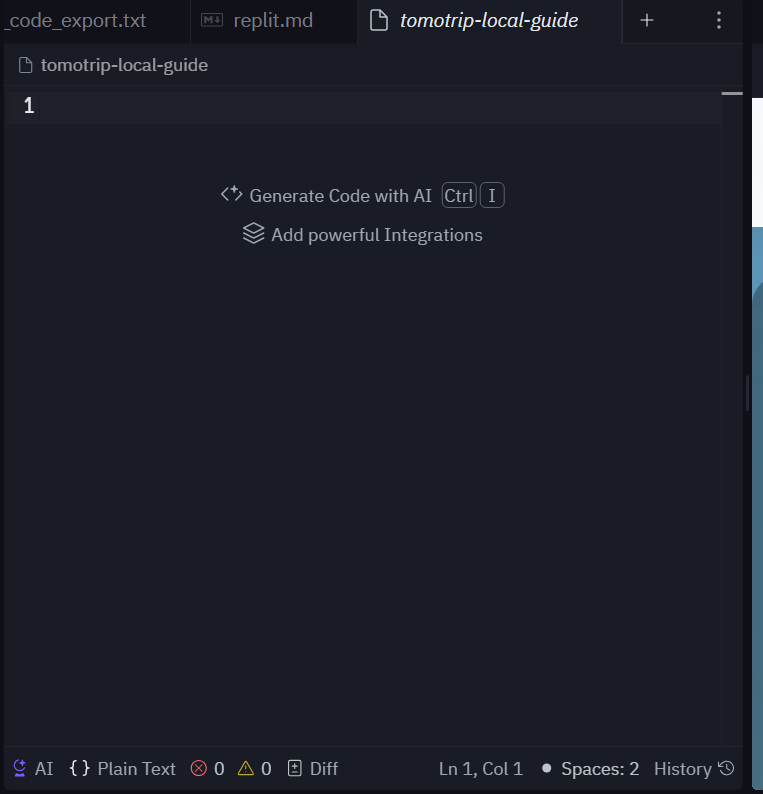 _code_export.txt replit.md tomotrip-local-guide +
tomotrip-local-guide
1
Generate Code with AI Ctrl I
Add powerful Integrations
AI {} Plain Text 0 0 Diff Ln 1, Col 1 Spaces: 2 History